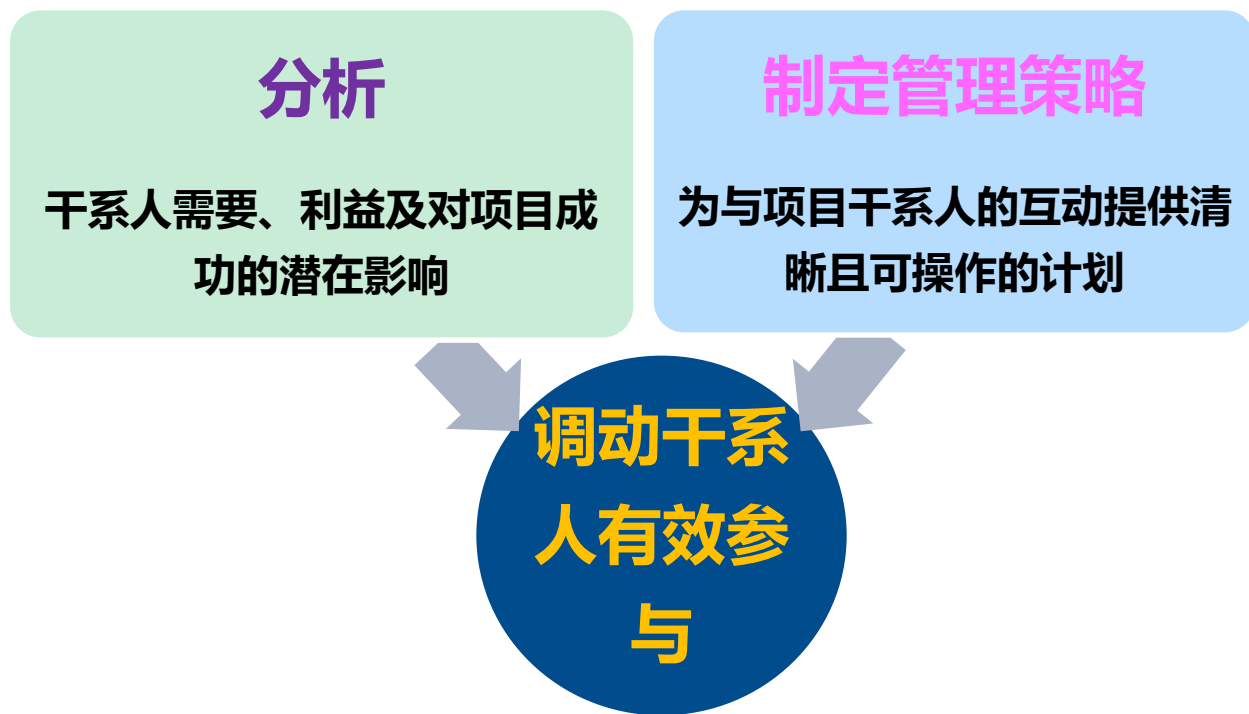 分析
干系人需要、利益及对项目成
功的潜在影响
制定管理策略
为与项目干系人的互动提供清
晰且可操作的计划
调动干系
人有效参
与